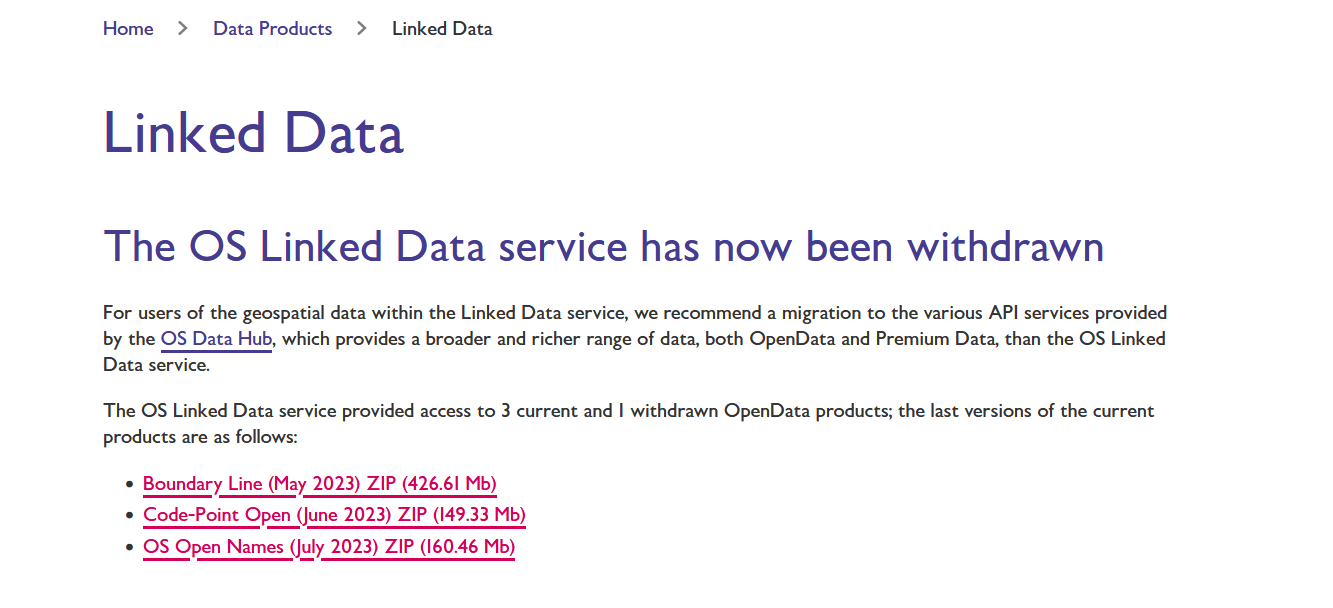 Home > Data Products > Linked Data
Linked Data
The OS Linked Data service has now been withdrawn
For users of the geospatial data within the Linked Data service, we recommend a migration to the various API services provided
by the OS Data Hub, which provides a broader and richer range of data, both OpenData and Premium Data, than the OS Linked
Data service.
The OS Linked Data service provided access to 3 current and 1 withdrawn OpenData products; the last versions of the current
products are as follows:
• Boundary Line (May 2023) ZIP (426.61 Mb)
• Code-Point Open (June 2023) ZIP (149.33 Mb)
• OS Open Names (July 2023) ZIP (160.46 Mb)